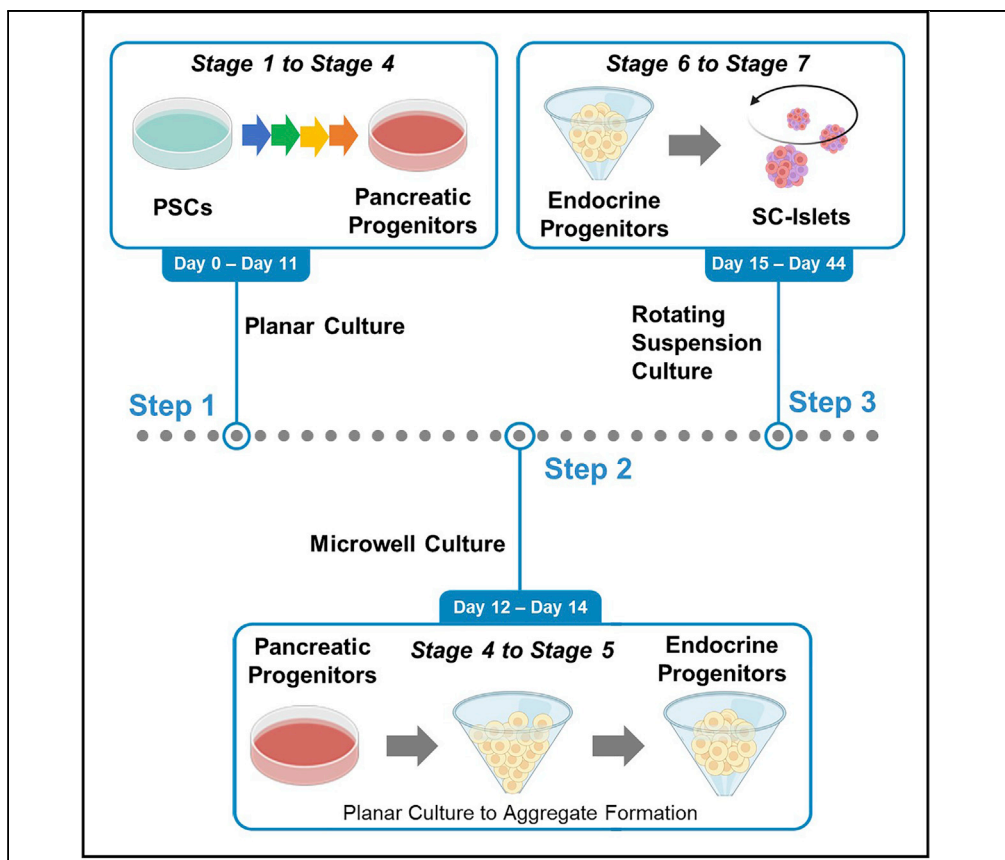 Stage 1 to Stage 4
PSCs
Pancreatic
Progenitors
Day 0 – Day 11
Planar Culture
Step 1
Stage 6 to Stage 7
Endocrine
Progenitors
SC-Islets
Day 15 – Day 44
Rotating
Suspension
Culture
Step 3
Step 2
Microwell Culture
Day 12 – Day 14
Pancreatic
Progenitors
Stage 4 to Stage 5
Endocrine
Progenitors
Planar Culture to Aggregate Formation